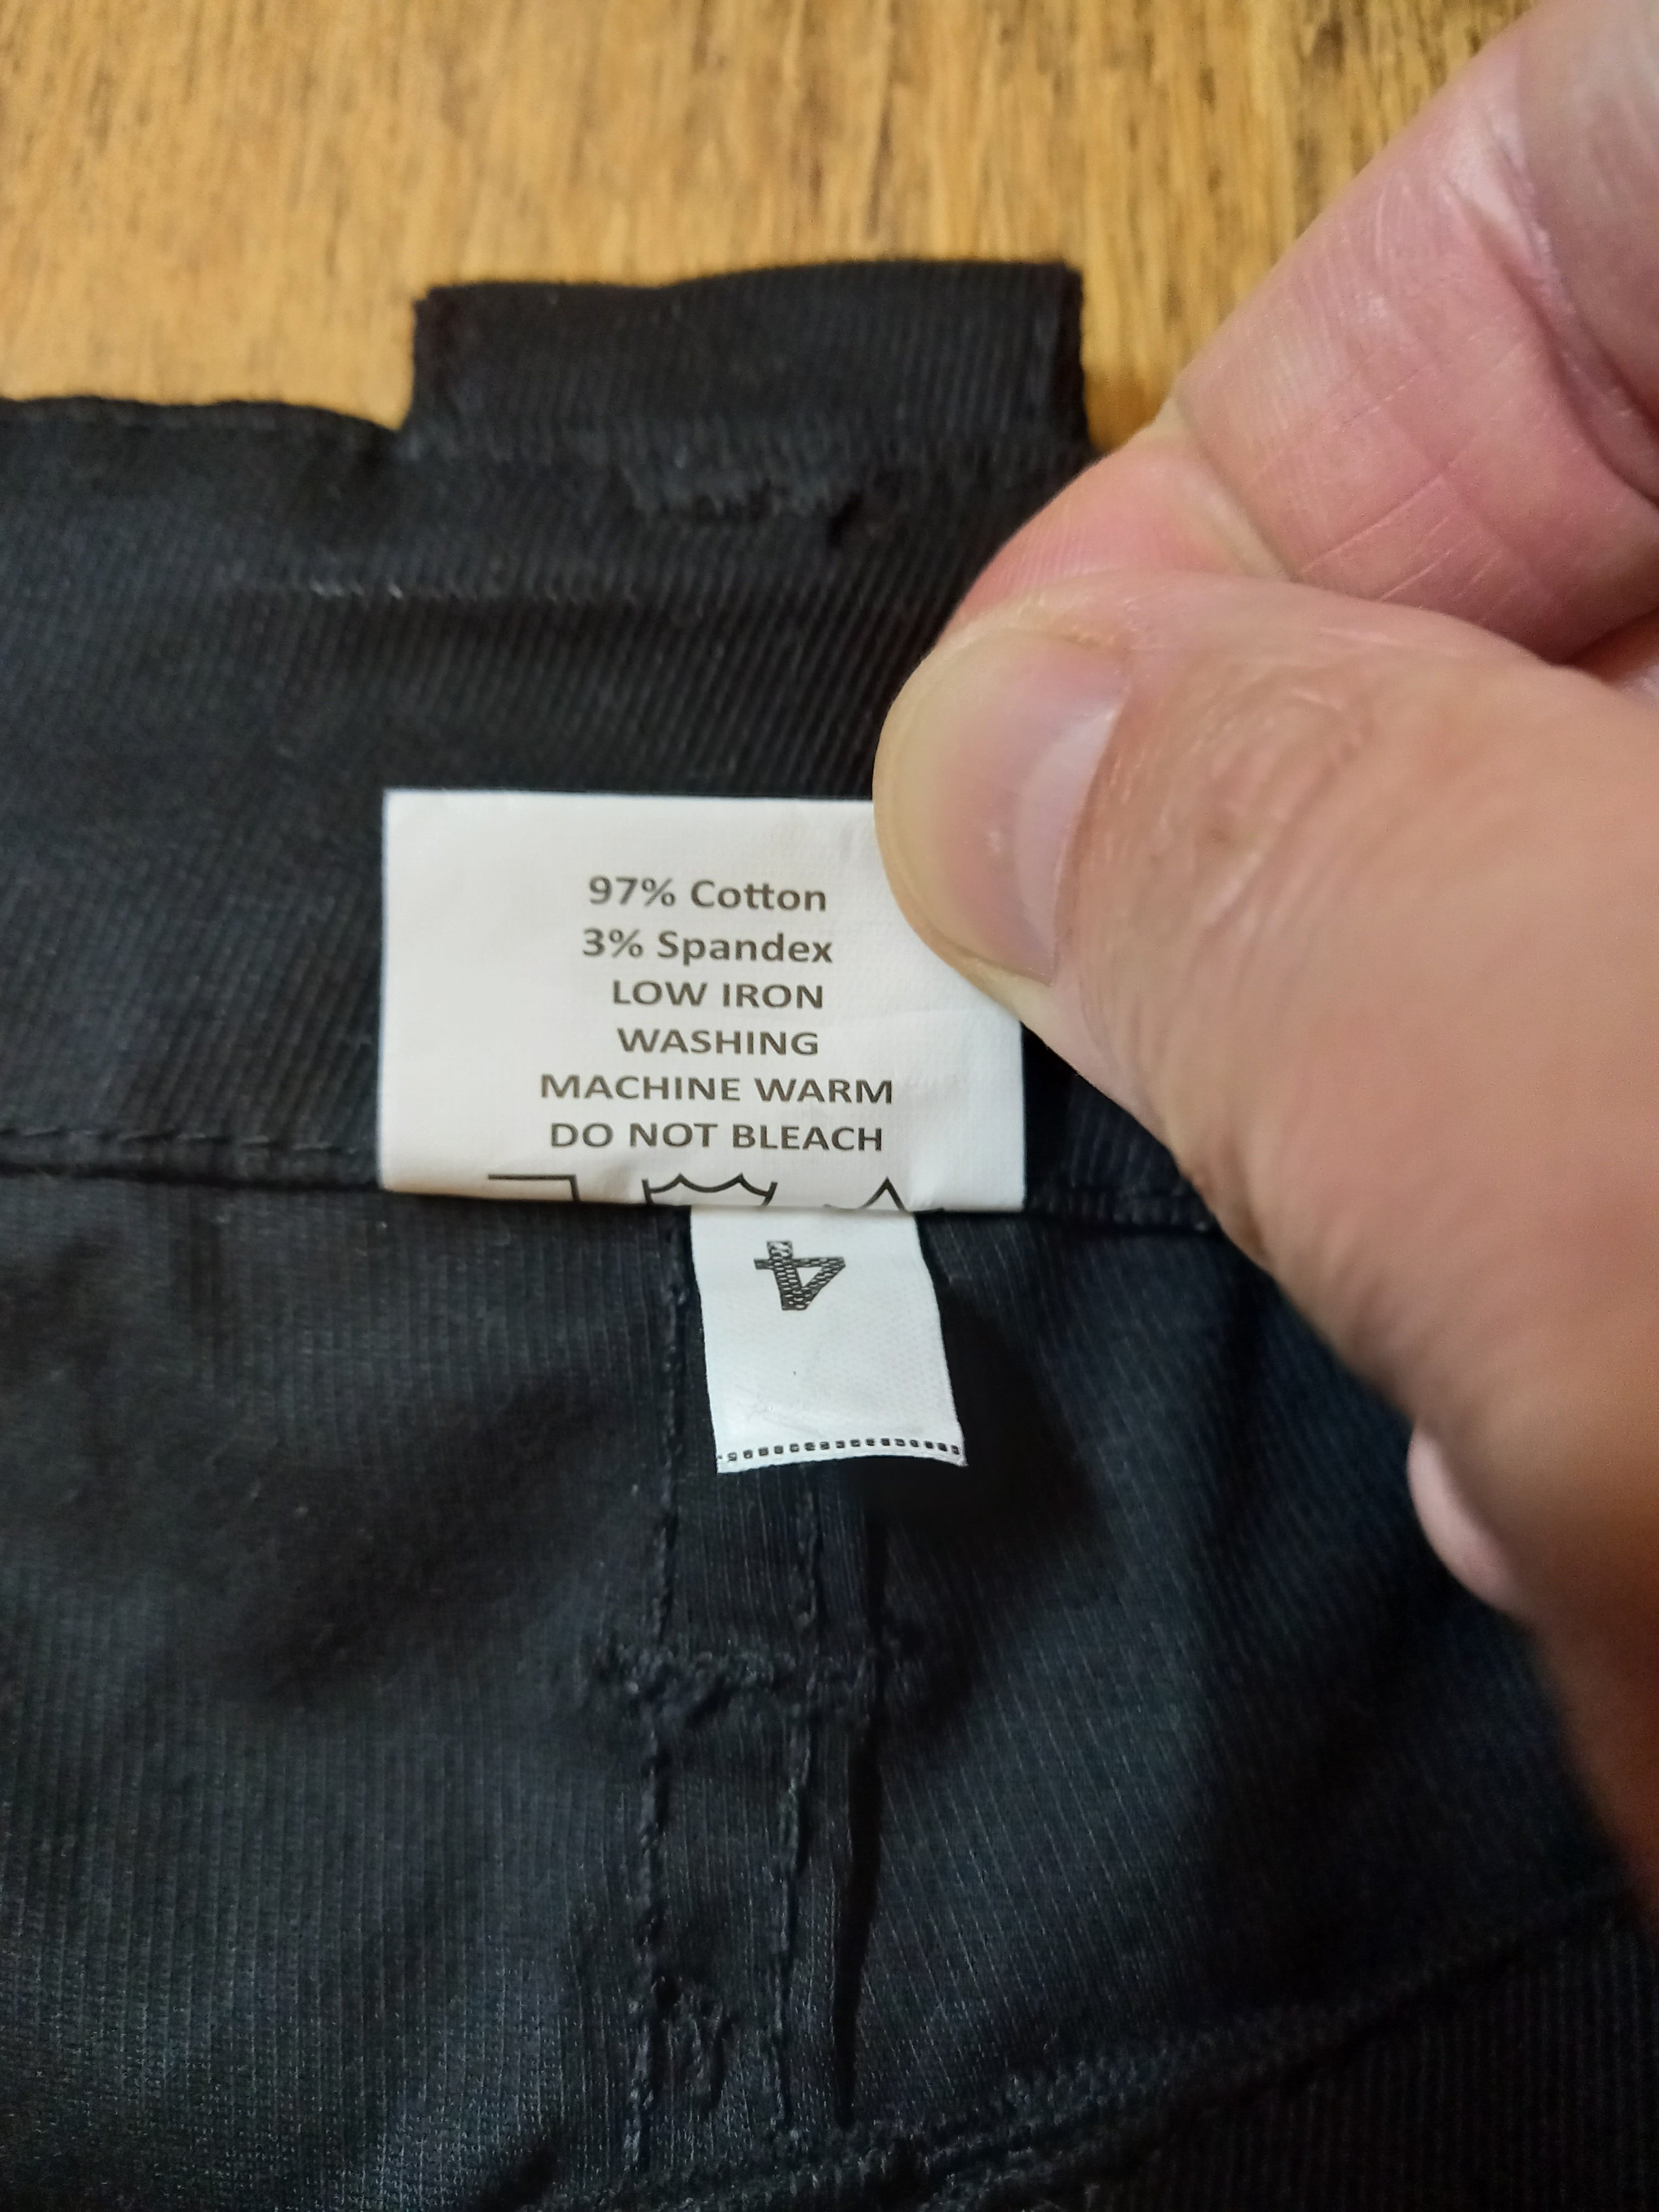 97% Cotton
3% Spandex
LOW IRON
WASHING
MACHINE WARM
DO NOT BLEACH
4